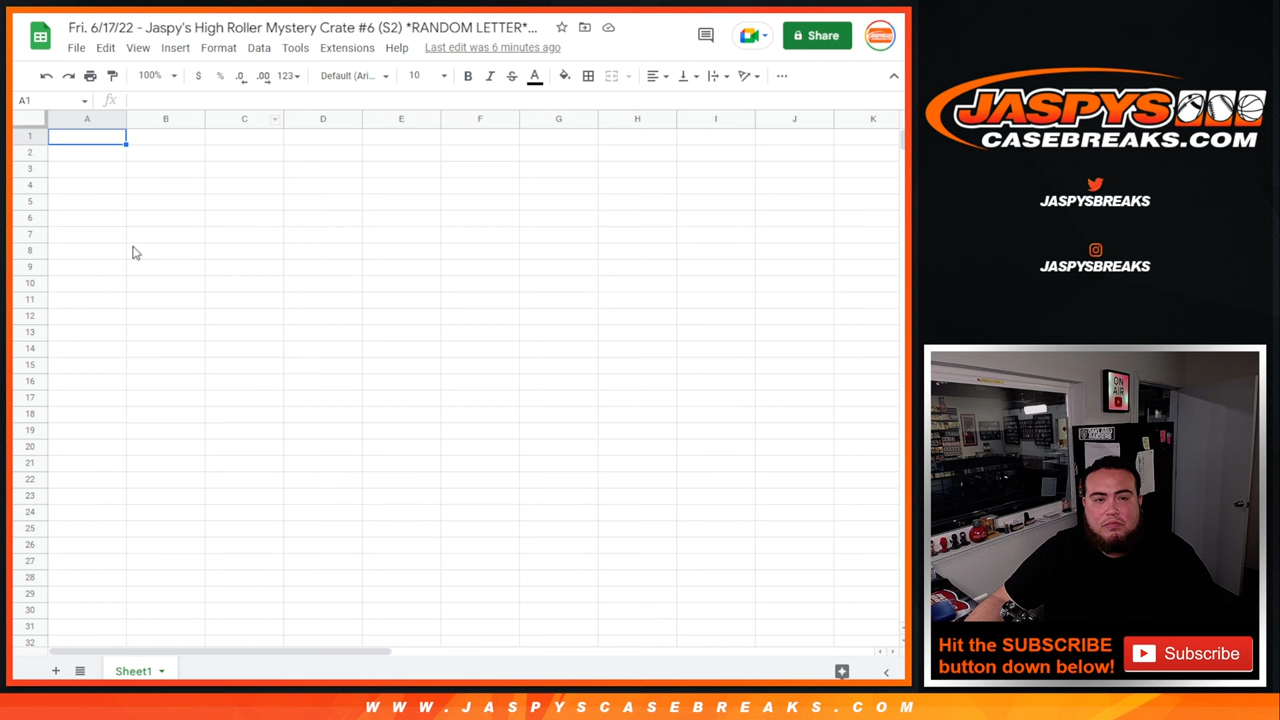 Fri. 6/17/22 - Jaspy's High Roller Mystery Crate #6 (S2) *RANDOM LETTER*...
File Edit View Insert Format Data Tools Extensions Help Last edit was 6 minutes ago
Share
100% $ % .0 .00 123 Default (Ari... 10 B I S A
A1 fx
A B C D E F G H I J K
1
2
3
4
5
6
7
8
9
10
11
12
13
14
15
16
17
18
19
20
21
22
23
24
25
26
27
28
29
30
31
32
Sheet1
JASPYS
CASEBREAKS.COM
JASPYSBREAKS
JASPYSBREAKS
ON
AIR
OAKLAND
RAIDERS
Hit the SUBSCRIBE
button down below!
Subscribe
WWW.JASPYSCASEBREAKS.COM